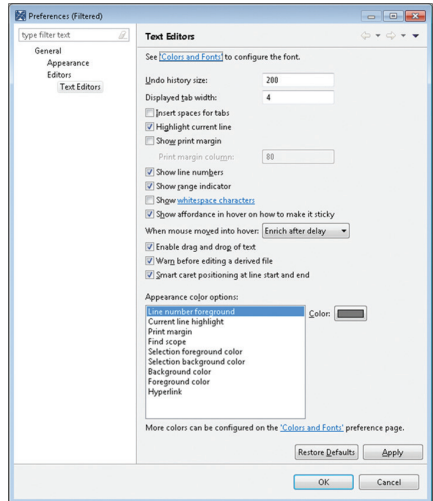 Preferences (Filtered)
type filter text
General
Appearance
Editors
Text Editors
Text Editors
See 'Colors and Fonts' to configure the font.
Undo history size: 200
Displayed tab width: 4
Insert spaces for tabs
Highlight current line
Show print margin
Print margin column: 80
Show line numbers
Show range indicator
Show whitespace characters
Show affordance in hover on how to make it sticky
When mouse moved into hover: Enrich after delay
Enable drag and drop of text
Warn before editing a derived file
Smart caret positioning at line start and end
Appearance color options:
Line number foreground
Color:
Current line highlight
Print margin
Find scope
Selection foreground color
Selection background color
Background color
Foreground color
Hyperlink
More colors can be configured on the 'Colors and Fonts' preference page.
Restore Defaults Apply
OK Cancel